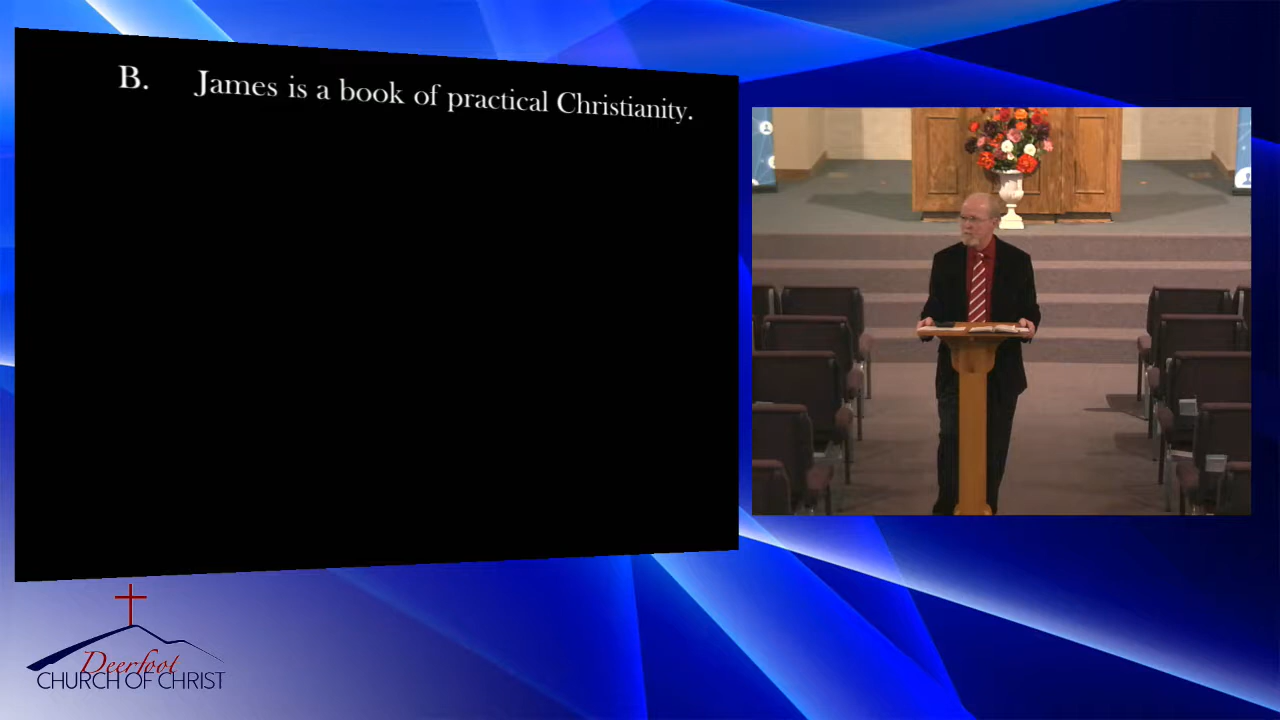 B. James is a book of practical Christianity.
Deerfoot
CHURCH OF CHRIST